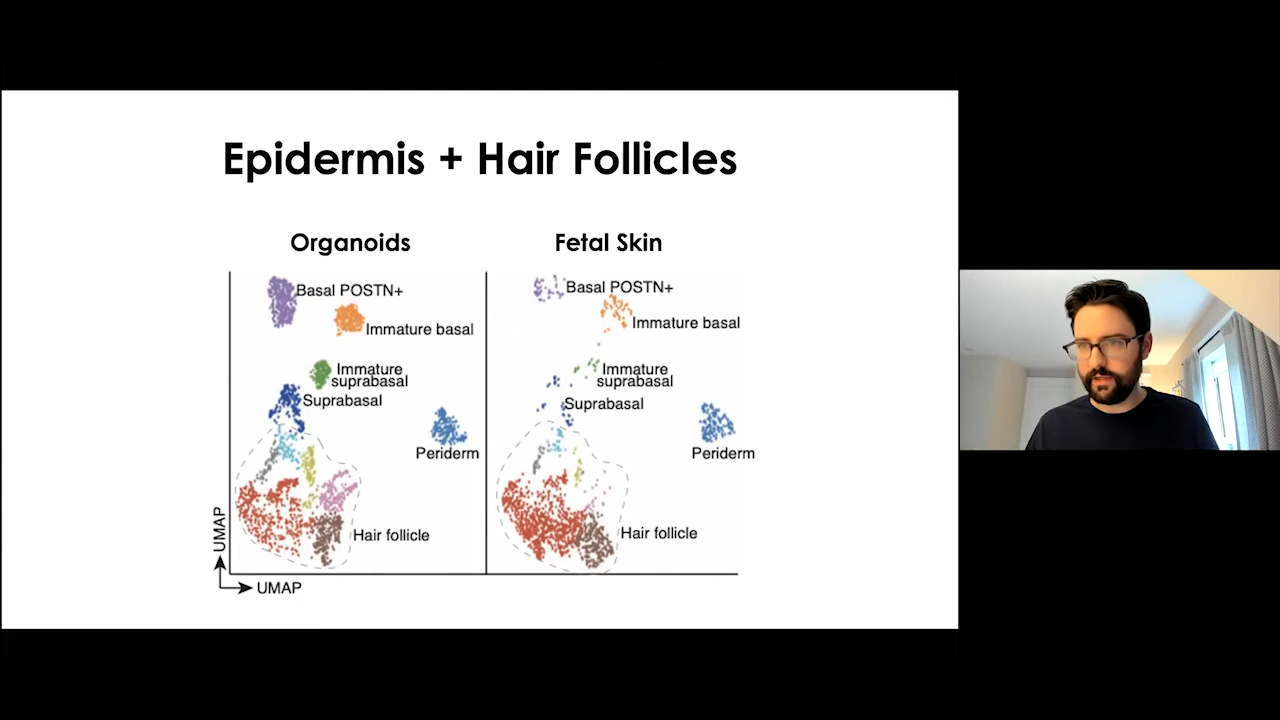 Epidermis + Hair Follicles
Organoids
Fetal Skin
Basal POSTN+
Immature basal
Immature
suprabasal
Suprabasal
Periderm
Hair follicle
Basal POSTN+
Immature basal
Immature
suprabasal
Suprabasal
Periderm
Hair follicle
UMAP
UMAP